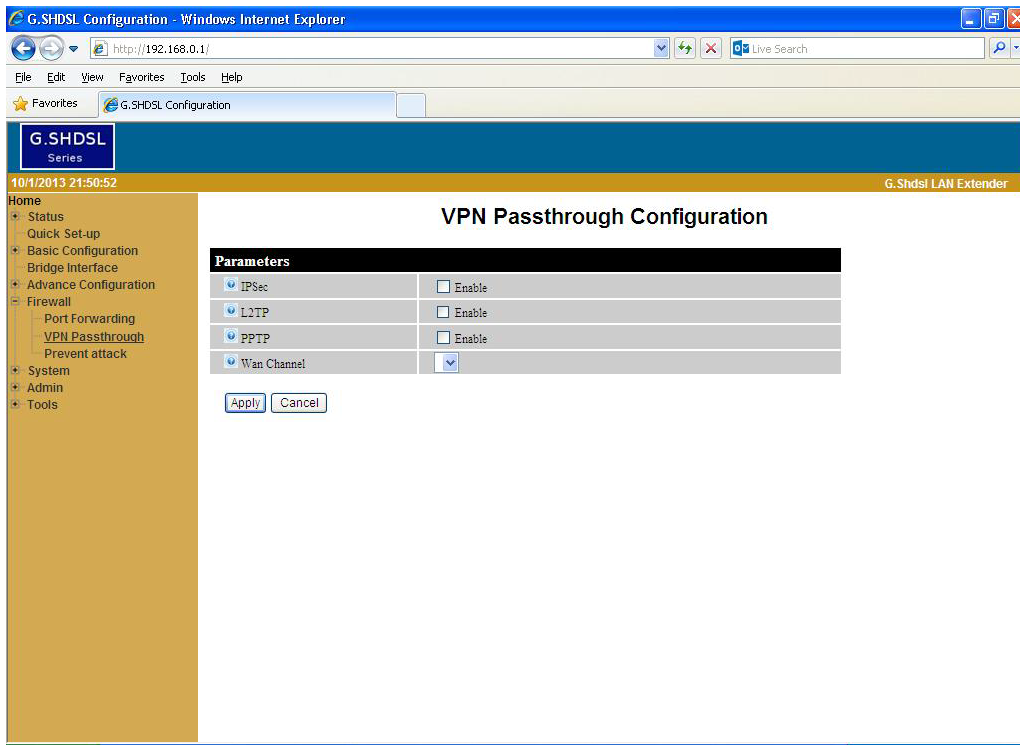 G.SHDSL Configuration - Windows Internet Explorer
http://192.168.0.1/
Live Search
File Edit View Favorites Tools Help
Favorites
G.SHDSL Configuration
G.SHDSL
Series
10/1/2013 21:50:52
G.Shdsl LAN Extender
Home
Status
Quick Set-up
Basic Configuration
Bridge Interface
Advance Configuration
Firewall
Port Forwarding
VPN Passthrough
Prevent attack
System
Admin
Tools
VPN Passthrough Configuration
Parameters
IPSec Enable
L2TP Enable
PPTP Enable
Wan Channel
Apply Cancel